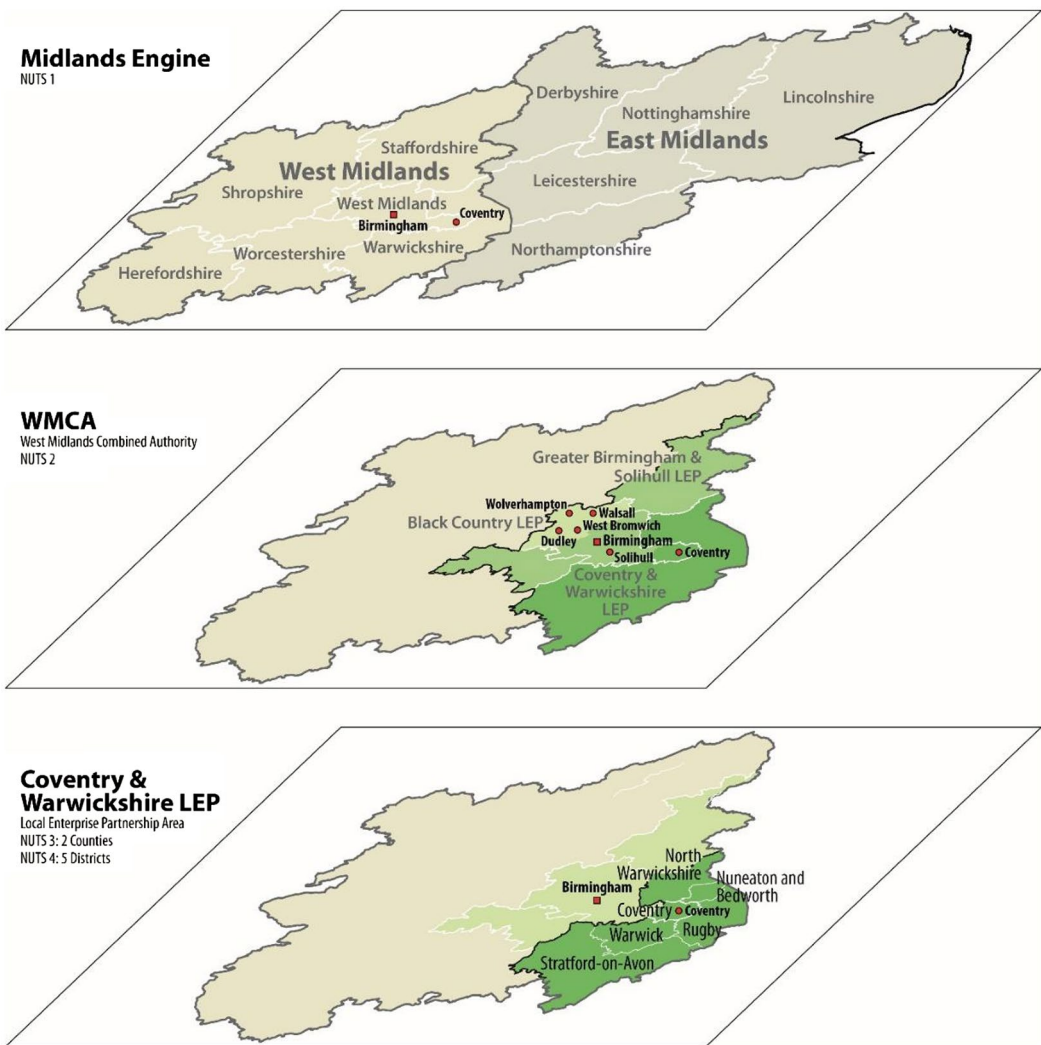 Midlands Engine
NUTS 1
Derbyshire
Nottinghamshire
Lincolnshire
East Midlands
Staffordshire
West Midlands
Shropshire
Leicestershire
West Midlands
Birmingham
Coventry
Warwickshire
Worcestershire
Northamptonshire
Herefordshire
WMCA
West Midlands Combined Authority
NUTS 2
Greater Birmingham &
Solihull LEP
Wolverhampton
Walsall
Black Country LEP
West Bromwich
Dudley
Birmingham
Solihull
Coventry
Coventry &
Warwickshire
LEP
Coventry &
Warwickshire LEP
Local Enterprise Partnership Area
NUTS 3: 2 Counties
NUTS 4: 5 Districts
North
Warwickshire
Nuneaton and
Bedworth
Birmingham
Coventry
Coventry
Warwick
Rugby
Stratford-on-Avon